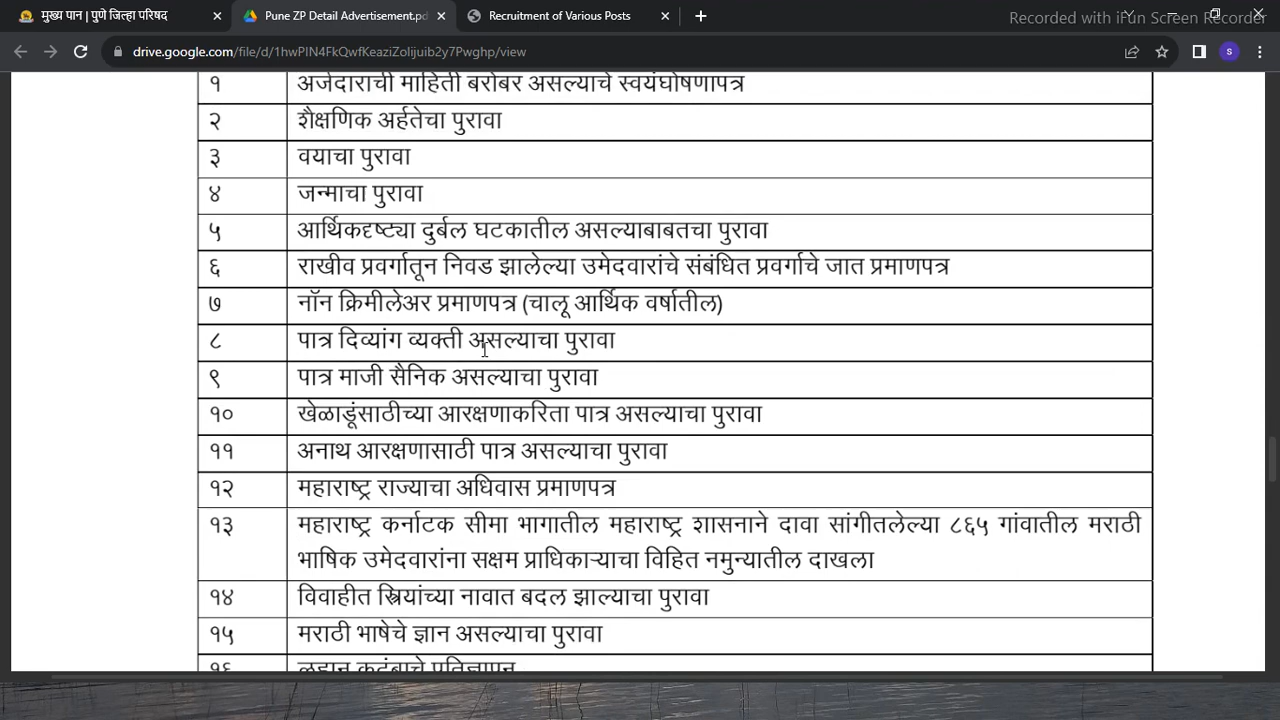 मुख्य पान | पुणे जिल्हा परिषद
Pune ZP Detail Advertisement.pd
Recruitment of Various Posts
Recorded with iFun Screen Recorder
drive.google.com/file/d/1hwPIN4FkQwfKeaziZolijuib2y7Pwghp/view
S
१ अर्जदाराची माहिती बरोबर असल्याचे स्वयंघोषणापत्र
२ शैक्षणिक अर्हतेचा पुरावा
३ वयाचा पुरावा
४ जन्माचा पुरावा
५ आर्थिकदृष्ट्या दुर्बल घटकातील असल्याबाबतचा पुरावा
६ राखीव प्रवर्गातून निवड झालेल्या उमेदवारांचे संबंधित प्रवर्गाचे जात प्रमाणपत्र
७ नॉन क्रिमीलेअर प्रमाणपत्र (चालू आर्थिक वर्षातील)
८ पात्र दिव्यांग व्यक्ती असल्याचा पुरावा
९ पात्र माजी सैनिक असल्याचा पुरावा
१० खेळाडूंसाठीच्या आरक्षणाकरिता पात्र असल्याचा पुरावा
११ अनाथ आरक्षणासाठी पात्र असल्याचा पुरावा
१२ महाराष्ट्र राज्याचा अधिवास प्रमाणपत्र
१३ महाराष्ट्र कर्नाटक सीमा भागातील महाराष्ट्र शासनाने दावा सांगीतलेल्या ८६५ गांवातील मराठी
भाषिक उमेदवारांना सक्षम प्राधिकाऱ्याचा विहित नमुन्यातील दाखला
१४ विवाहीत स्त्रियांच्या नावात बदल झाल्याचा पुरावा
१५ मराठी भाषेचे ज्ञान असल्याचा पुरावा
१६ लहान कुटुंबाचे प्रतिज्ञापन